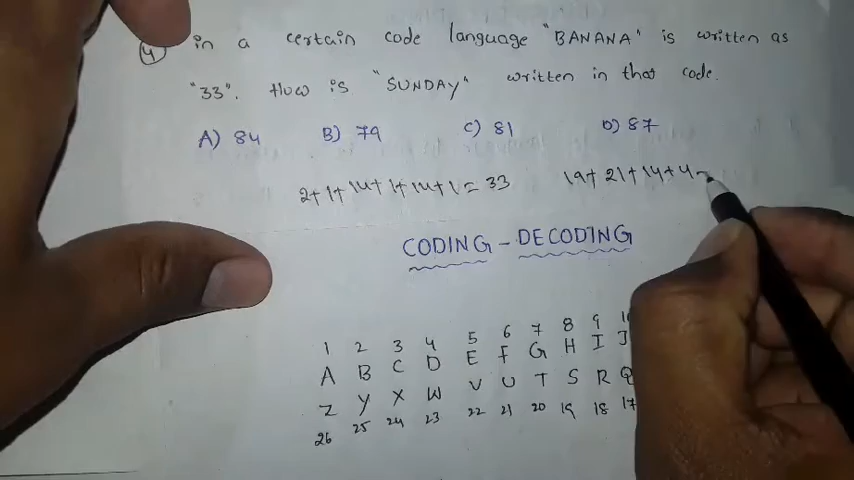 4 in a certain code language "BANANA" is written as
"33". How is "SUNDAY" written in that code.
A) 84 B) 79 C) 81 D) 87
2+1+14+1+14+1=33 19+21+14+4
CODING-DECODING
1 2 3 4 5 6 7 8 9
A B C D E F G H I J
Z Y X W V U T S R Q
26 25 24 23 22 21 20 19 18 17